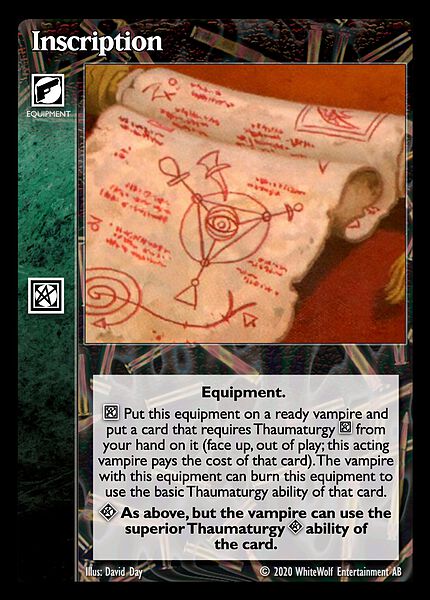 Inscription
EQUIPMENT
Equipment.
Put this equipment on a ready vampire and
put a card that requires Thaumaturgy from
your hand on it (face up, out of play; this acting
vampire pays the cost of that card). The vampire
with this equipment can burn this equipment to
use the basic Thaumaturgy ability of that card.
As above, but the vampire can use the
superior Thaumaturgy ability of
the card.
Illus: David Day
© 2020 WhiteWolf Entertainment AB